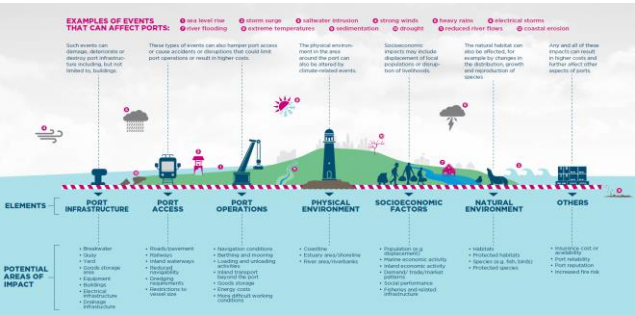 EXAMPLES OF EVENTS
THAT CAN AFFECT PORTS:
1 sea level rise 2 storm surge 3 saltwater intrusion 4 strong winds 5 heavy rains 6 electrical storms
7 river flooding 8 extreme temperatures 9 sedimentation 10 drought 11 reduced river flows 12 coastal erosion
Such events can
damage, deteriorate or
destroy port infrastruc-
ture including, but not
limited to, buildings.
These types of events can also hamper port access
or cause accidents or disruptions that could limit
port operations or result in higher costs.
The physical environ-
ment in the area
around the port can
also be altered by
climate-related events.
Socioeconomic
impacts may include
displacement of local
populations or disrup-
tion of livelihoods.
The natural habitat can
also be affected, for
example by changes in
the distribution, growth
and reproduction of
species.
Any and all of these
impacts can result
in higher costs and
further affect other
aspects of ports.
ELEMENTS
PORT
INFRASTRUCTURE
PORT
ACCESS
PORT
OPERATIONS
PHYSICAL
ENVIRONMENT
SOCIOECONOMIC
FACTORS
NATURAL
ENVIRONMENT
OTHERS
POTENTIAL
AREAS OF
IMPACT
• Breakwater
• Quay
• Yard
• Goods storage
area
• Equipment
• Buildings
• Electrical
infrastructure
• Drainage
infrastructure
• Roads/pavement
• Railways
• Inland waterways
• Reduced
navigability
• Dredging
requirements
• Restrictions to
vessel size
• Navigation conditions
• Berthing and mooring
• Loading and unloading
activities
• Inland transport
beyond the port
• Goods storage
• Energy costs
• More difficult working
conditions
• Coastline
• Estuary area/shoreline
• River area/riverbanks
• Population (e.g.
displacements)
• Marine economic activity
• Inland economic activity
• Demand/ trade/market
patterns
• Social performance
• Fisheries and related
infrastructure
• Habitats
• Protected habitats
• Species (e.g. fish, birds)
• Protected species
• Insurance cost or
availability
• Port reliability
• Port reputation
• Increased fire risk